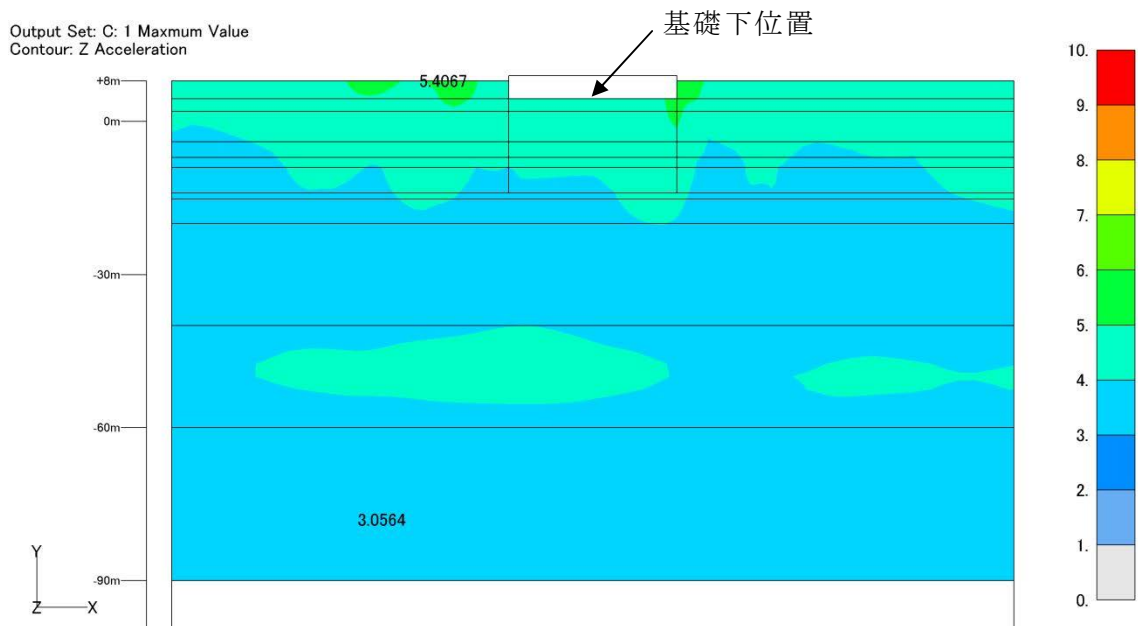 Output Set: C: 1 Maxmum Value
Contour: Z Acceleration
基礎下位置
+8m
0m
-30m
-60m
-90m
5.4067
3.0564
Y
Z
X
10.
9.
8.
7.
6.
5.
4.
3.
2.
1.
0.